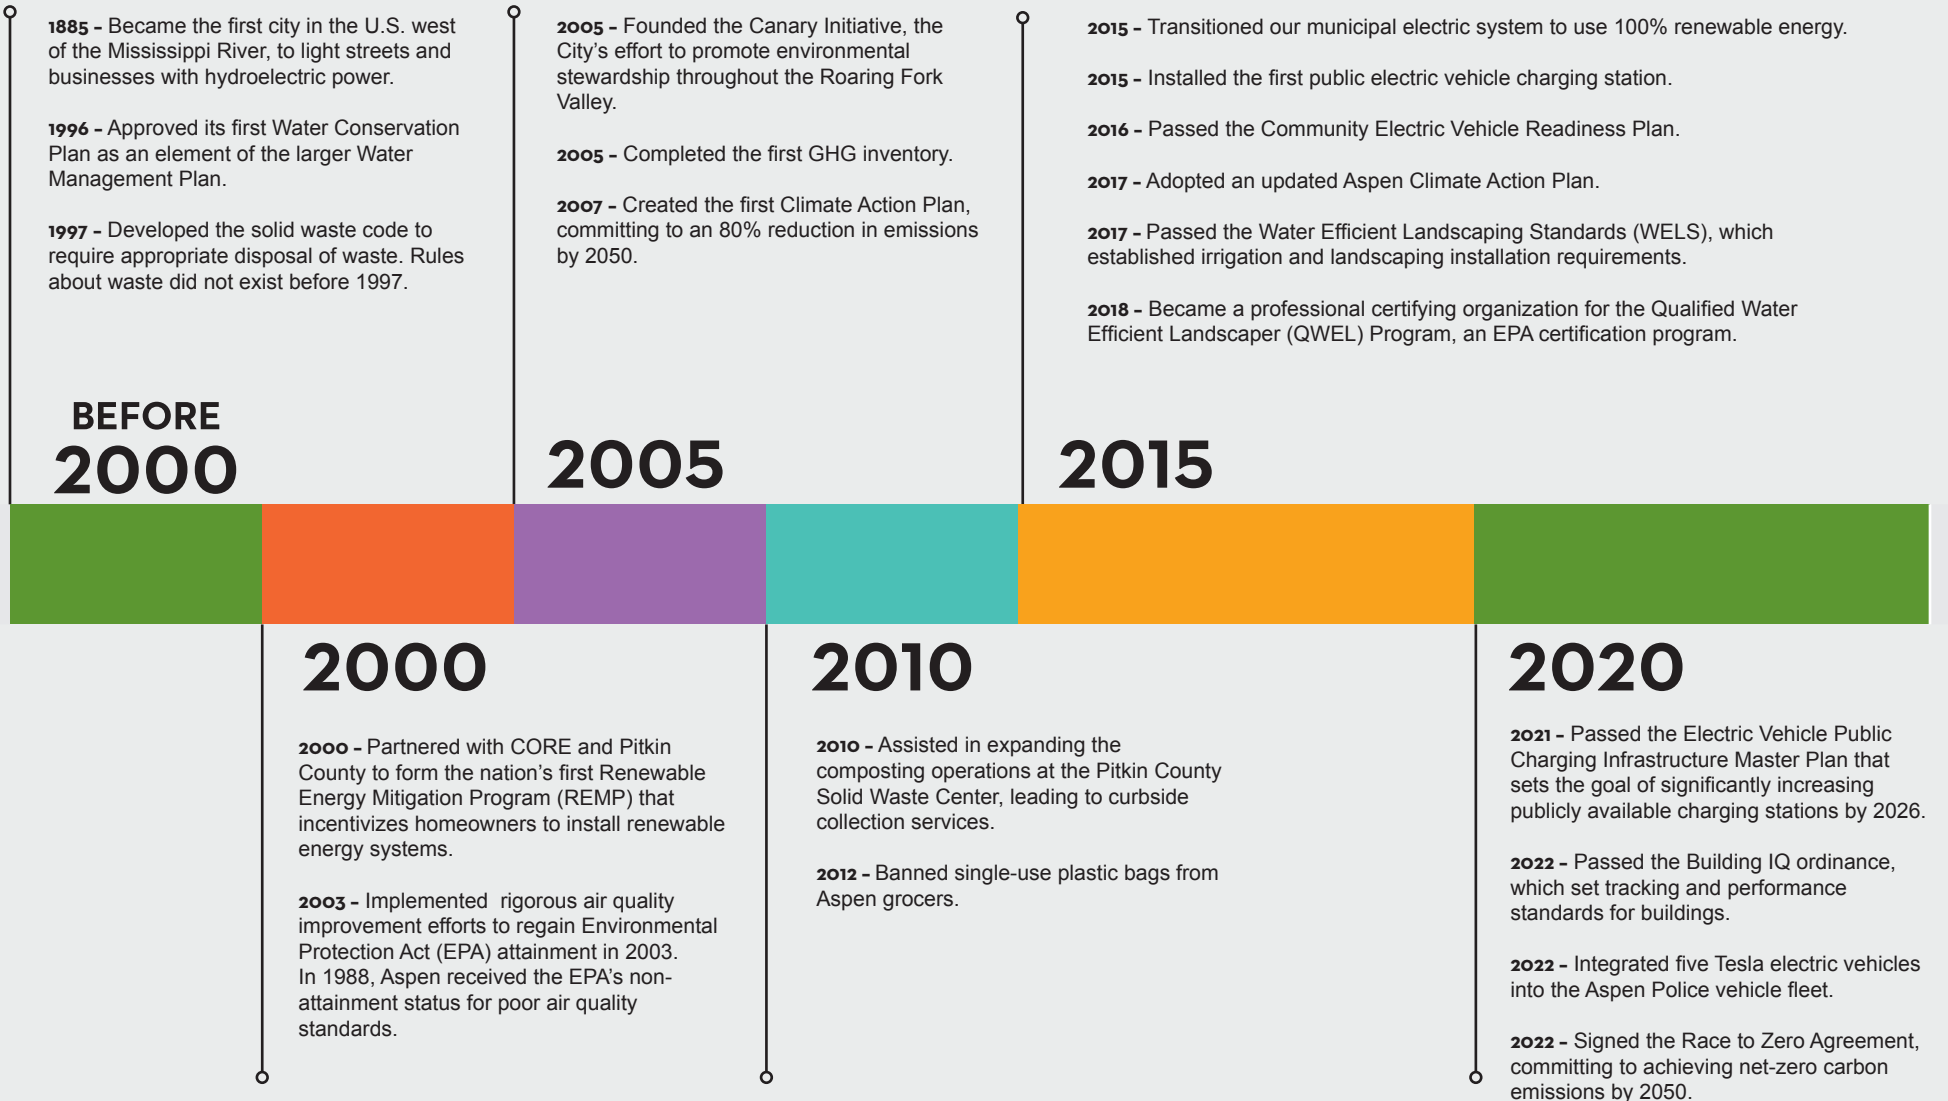 1885 – Became the first city in the U.S. west
of the Mississippi River, to light streets and
businesses with hydroelectric power.
1996 – Approved its first Water Conservation
Plan as an element of the larger Water
Management Plan.
1997 – Developed the solid waste code to
require appropriate disposal of waste. Rules
about waste did not exist before 1997.
BEFORE
2000
2005 – Founded the Canary Initiative, the
City’s effort to promote environmental
stewardship throughout the Roaring Fork
Valley.
2005 – Completed the first GHG inventory.
2007 – Created the first Climate Action Plan,
committing to an 80% reduction in emissions
by 2050.
2005
2015 – Transitioned our municipal electric system to use 100% renewable energy.
2015 – Installed the first public electric vehicle charging station.
2016 – Passed the Community Electric Vehicle Readiness Plan.
2017 – Adopted an updated Aspen Climate Action Plan.
2017 – Passed the Water Efficient Landscaping Standards (WELS), which
established irrigation and landscaping installation requirements.
2018 – Became a professional certifying organization for the Qualified Water
Efficient Landscaper (QWEL) Program, an EPA certification program.
2015
2000
2000 – Partnered with CORE and Pitkin
County to form the nation’s first Renewable
Energy Mitigation Program (REMP) that
incentivizes homeowners to install renewable
energy systems.
2003 – Implemented  rigorous air quality
improvement efforts to regain Environmental
Protection Act (EPA) attainment in 2003.
In 1988, Aspen received the EPA’s non-
attainment status for poor air quality
standards.
2010
2010 – Assisted in expanding the
composting operations at the Pitkin County
Solid Waste Center, leading to curbside
collection services.
2012 – Banned single-use plastic bags from
Aspen grocers.
2020
2021 – Passed the Electric Vehicle Public
Charging Infrastructure Master Plan that
sets the goal of significantly increasing
publicly available charging stations by 2026.
2022 – Passed the Building IQ ordinance,
which set tracking and performance
standards for buildings.
2022 – Integrated five Tesla electric vehicles
into the Aspen Police vehicle fleet.
2022 – Signed the Race to Zero Agreement,
committing to achieving net-zero carbon
emissions by 2050.